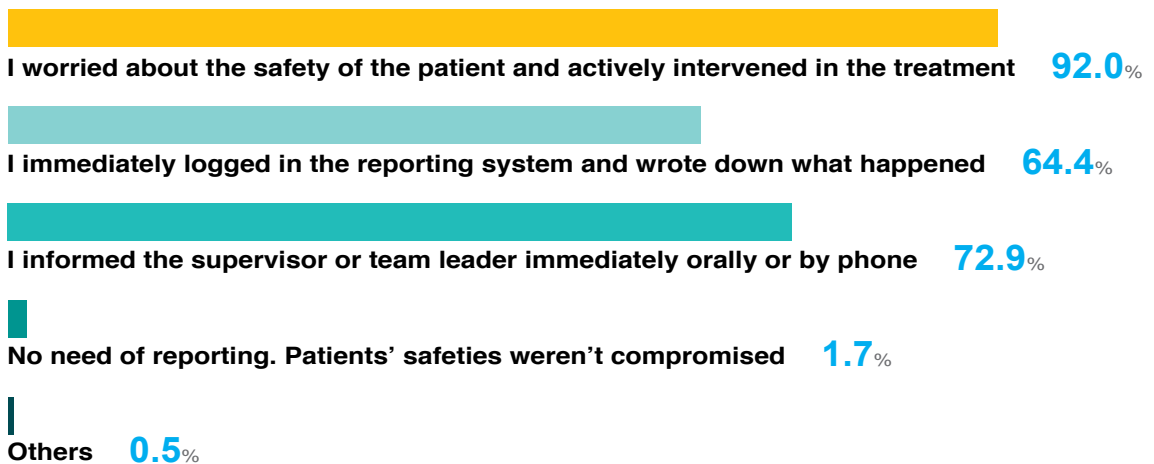 I worried about the safety of the patient and actively intervened in the treatment 92.0%
I immediately logged in the reporting system and wrote down what happened 64.4%
I informed the supervisor or team leader immediately orally or by phone 72.9%
No need of reporting. Patients’ safeties weren’t compromised 1.7%
Others 0.5%